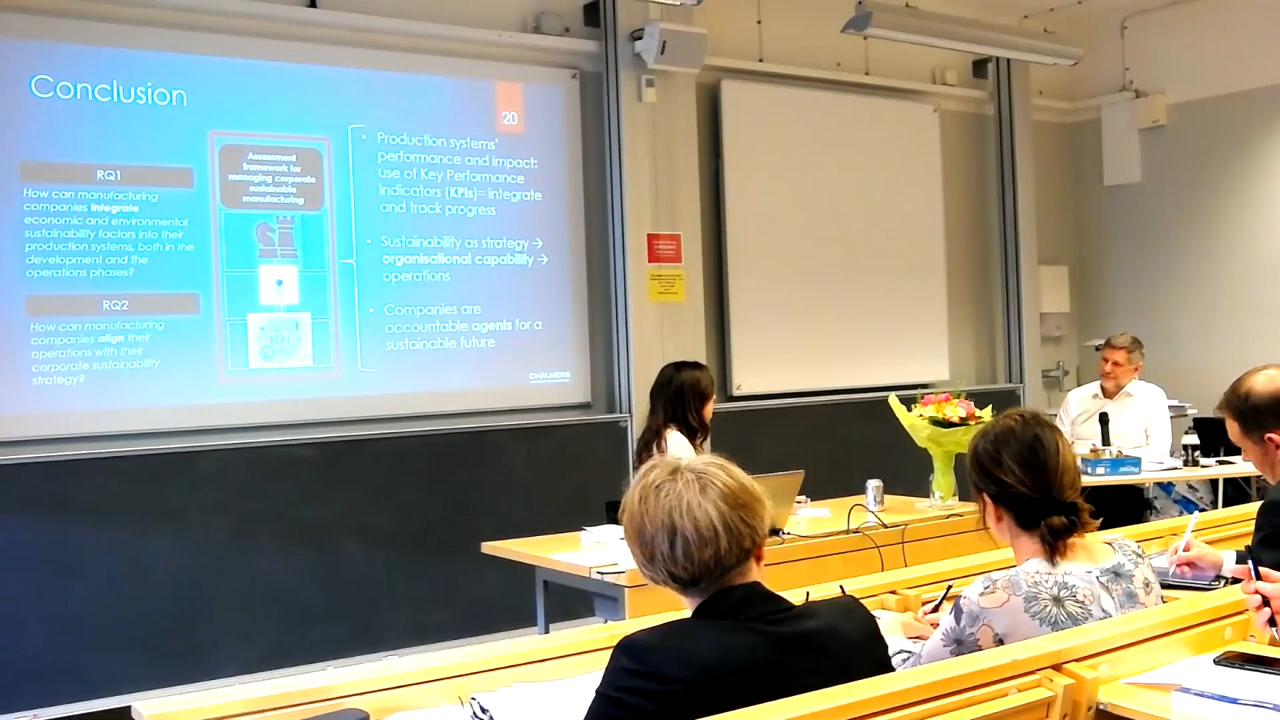 Conclusion
20
RQ1
How can manufacturing
companies integrate
economic and environmental
sustainability factors into their
production systems, both in the
development and the
operations phases?
RQ2
How can manufacturing
companies align their
operations with their
corporate sustainability
strategy?
Assessment
framework for
managing corporate
sustainable
manufacturing
KPI
• Production systems'
performance and impact:
use of Key Performance
Indicators (KPIs)= integrate
and track progress
• Sustainability as strategy →
organisational capability →
operations
• Companies are
accountable agents for a
sustainable future
CHALMERS